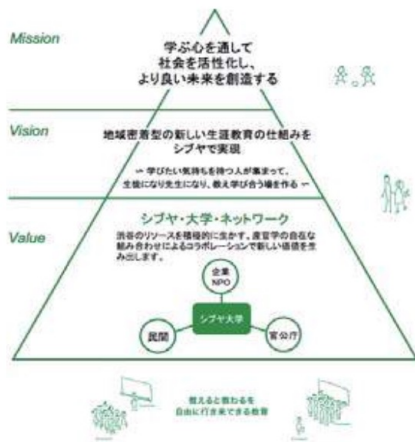 Mission
学ぶ心を通して
社会を活性化し、
より良い未来を創造する
Vision
地域密着型の新しい生涯教育の仕組みを
シブヤで実現
〜 学びたい気持ちを持つ人が集まって、
生徒になり先生になり、教え学び合う場を作る 〜
Value
シブヤ・大学・ネットワーク
渋谷のリソースを積極的に生かす。産官学の自在な
組み合わせによるコラボレーションで新しい価値を生
み出します。
企業
NPO
シブヤ大学
民間
官公庁
教えると教わるを
自由に行き来できる教育